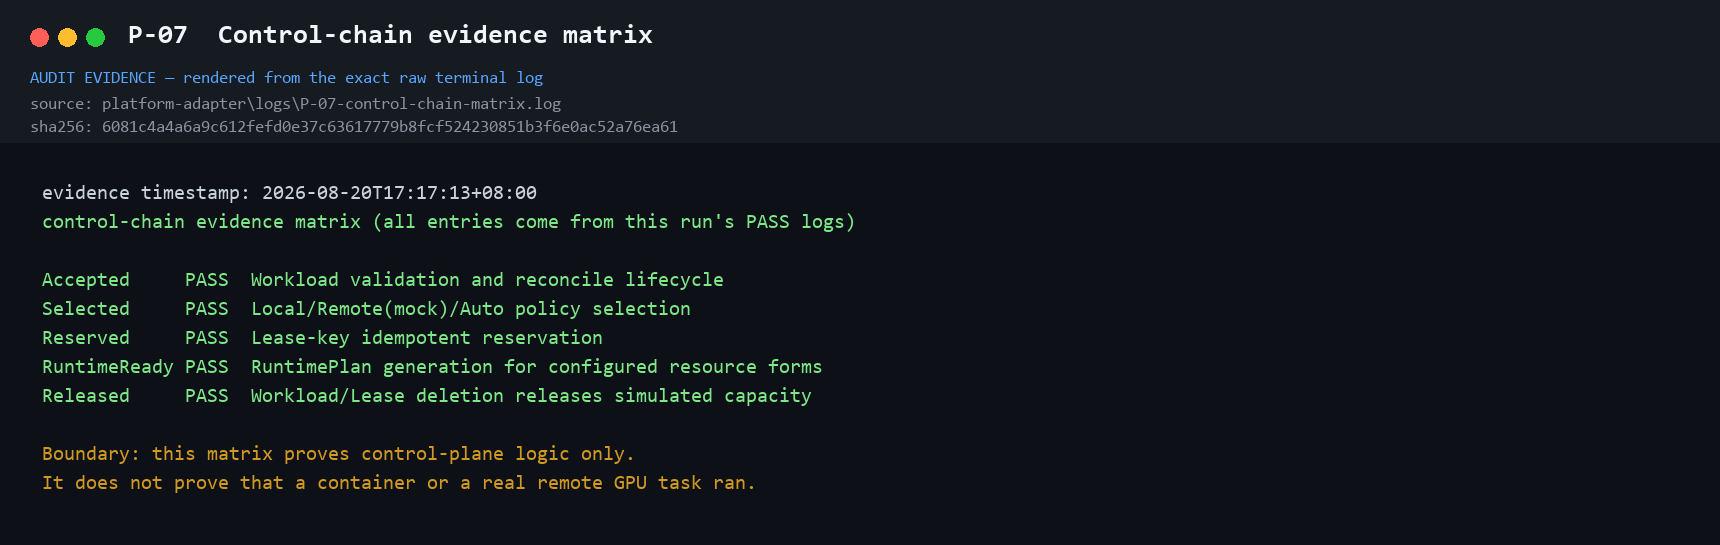 P-07  Control-chain evidence matrix
AUDIT EVIDENCE — rendered from the exact raw terminal log
source: platform-adapter\logs\P-07-control-chain-matrix.log
sha256: 6081c4a4a6a9c612fefd0e37c63617779b8fcf524230851b3f6e0ac52a76ea61
evidence timestamp: 2026-08-20T17:17:13+08:00
control-chain evidence matrix (all entries come from this run's PASS logs)
Accepted     PASS  Workload validation and reconcile lifecycle
Selected     PASS  Local/Remote(mock)/Auto policy selection
Reserved     PASS  Lease-key idempotent reservation
RuntimeReady PASS  RuntimePlan generation for configured resource forms
Released     PASS  Workload/Lease deletion releases simulated capacity
Boundary: this matrix proves control-plane logic only.
It does not prove that a container or a real remote GPU task ran.